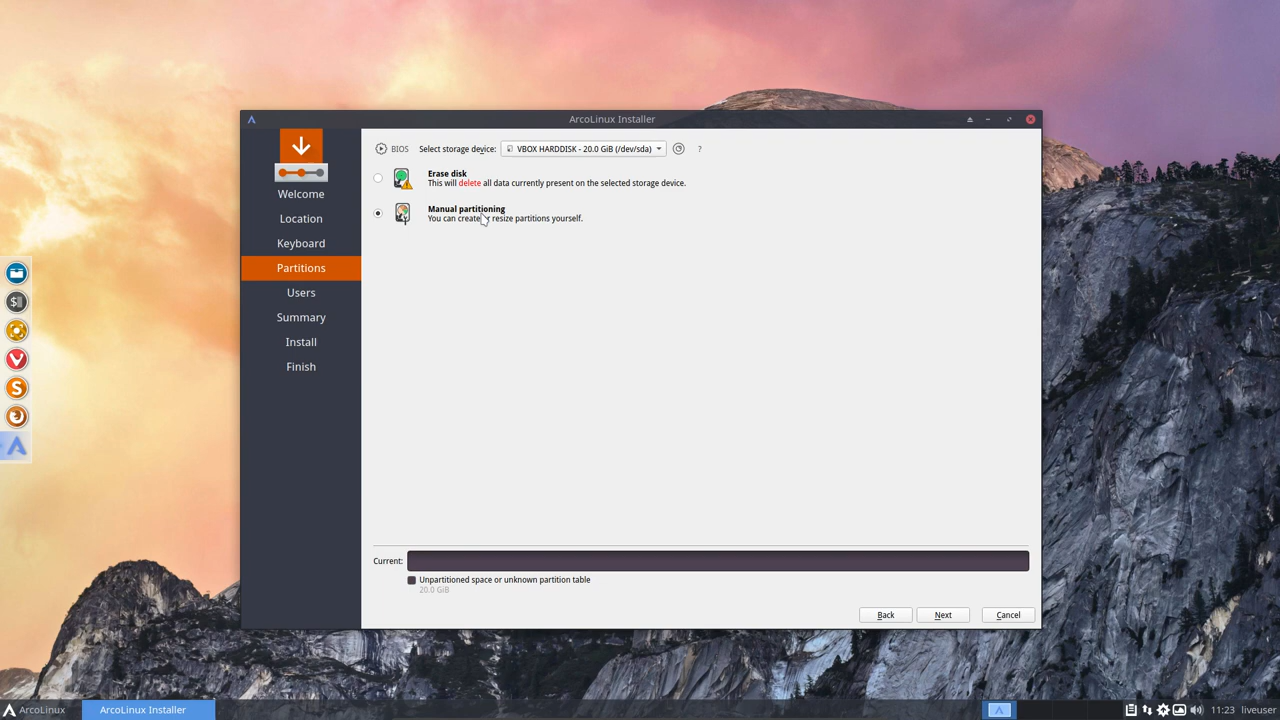 ArcoLinux Installer
Welcome
Location
Keyboard
Partitions
Users
Summary
Install
Finish
BIOS Select storage device: VBOX HARDDISK - 20.0 GiB (/dev/sda) ?
Erase disk
This will delete all data currently present on the selected storage device.
Manual partitioning
You can create resize partitions yourself.
Current:
Unpartitioned space or unknown partition table
20.0 GiB
Back Next Cancel
ArcoLinux ArcoLinux Installer 11:23 liveuser